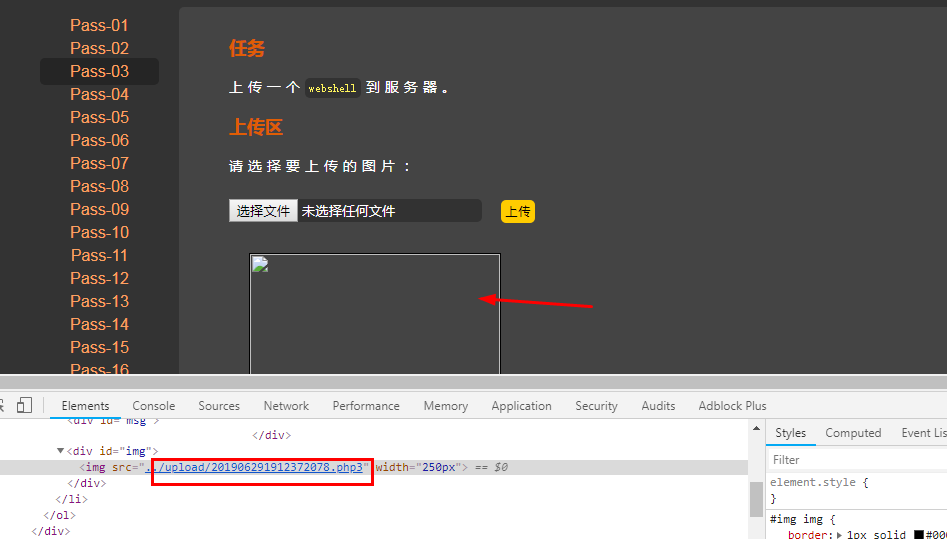 Pass-01
Pass-02
Pass-03
Pass-04
Pass-05
Pass-06
Pass-07
Pass-08
Pass-09
Pass-10
Pass-11
Pass-12
Pass-13
Pass-14
Pass-15
Pass-16
任务
上传一个 webshell 到服务器。
上传区
请选择要上传的图片：
选择文件 未选择任何文件 上传
Elements Console Sources Network Performance Memory Application Security Audits Adblock Plus
<div id="msg">
</div>
▼<div id="img">
<img src="../upload/201906291912372078.php3" width="250px"> == $0
</div>
</li>
</ol>
</div>
Styles Computed Event Lis
Filter
element.style {
}
#img img {
border:▶1px solid #00